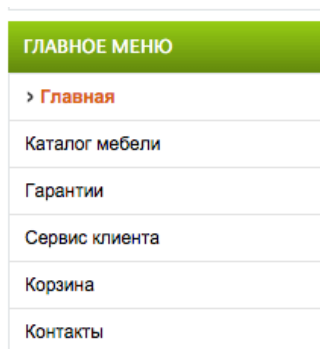 ГЛАВНОЕ МЕНЮ
› Главная
Каталог мебели
Гарантии
Сервис клиента
Корзина
Контакты